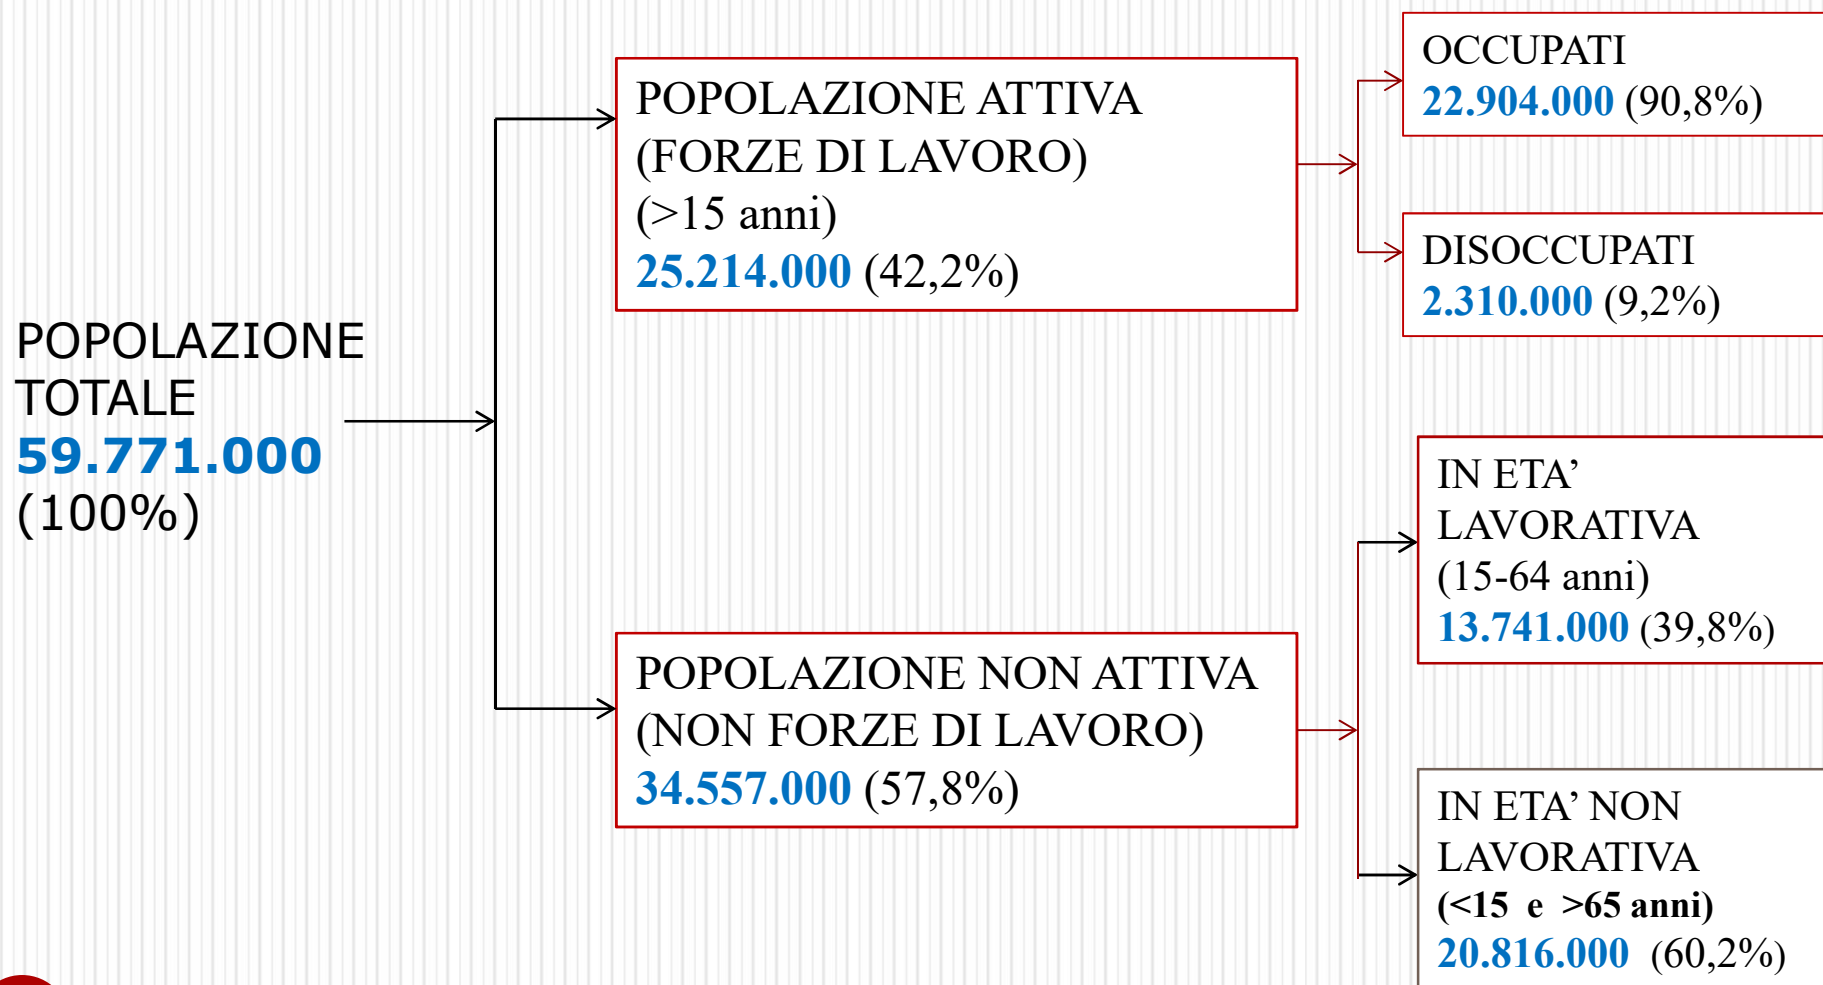 POPOLAZIONE
TOTALE
59.771.000
(100%)
POPOLAZIONE ATTIVA
(FORZE DI LAVORO)
(>15 anni)
25.214.000 (42,2%)
OCCUPATI
22.904.000 (90,8%)
DISOCCUPATI
2.310.000 (9,2%)
POPOLAZIONE NON ATTIVA
(NON FORZE DI LAVORO)
34.557.000 (57,8%)
IN ETA’
LAVORATIVA
(15-64 anni)
13.741.000 (39,8%)
IN ETA’ NON
LAVORATIVA
(<15 e >65 anni)
20.816.000 (60,2%)